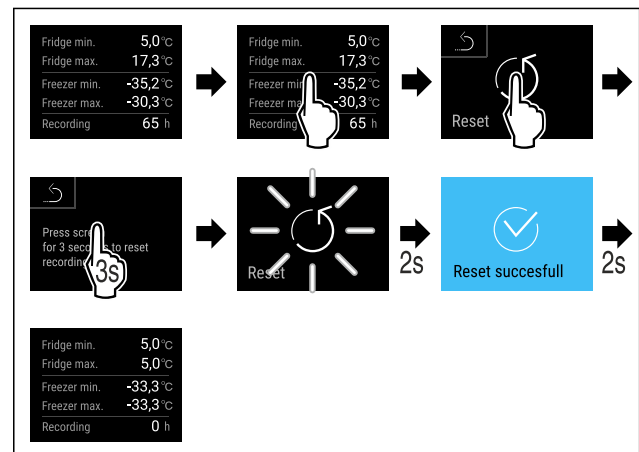 Fridge min. 5,0°C
Fridge max. 17,3°C
Freezer min. -35,2°C
Freezer max. -30,3°C
Recording 65 h
Fridge min. 5,0°C
Fridge max. 17,3°C
Freezer -35,2°C
Freezer -30,3°C
65 h
Reset
Press
for 3 to reset
3s
Reset
2s
Reset succesfull
2s
Fridge min. 5,0°C
Fridge max. 5,0°C
Freezer min. -33,3°C
Freezer max. -33,3°C
Recording 0 h